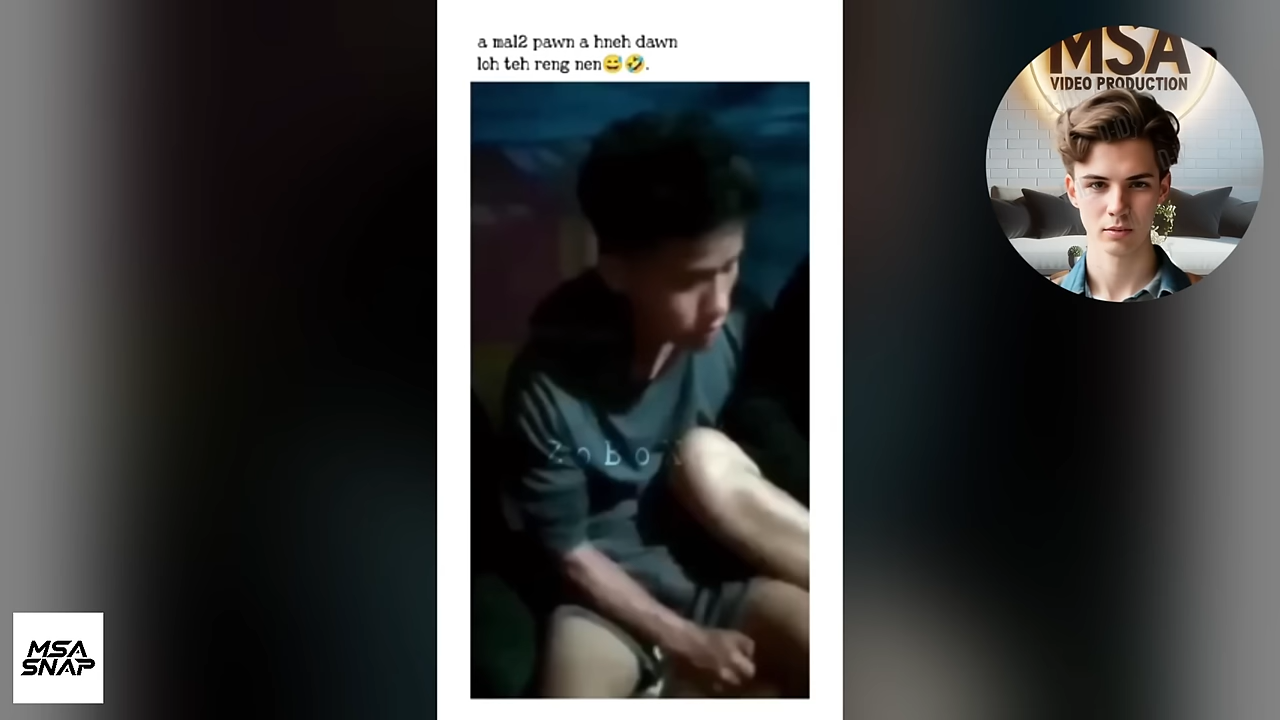 a mal2 pawn a hneh dawn
loh teh reng nen😅🤣.
MSA
VIDEO PRODUCTION
MSA
SNAP